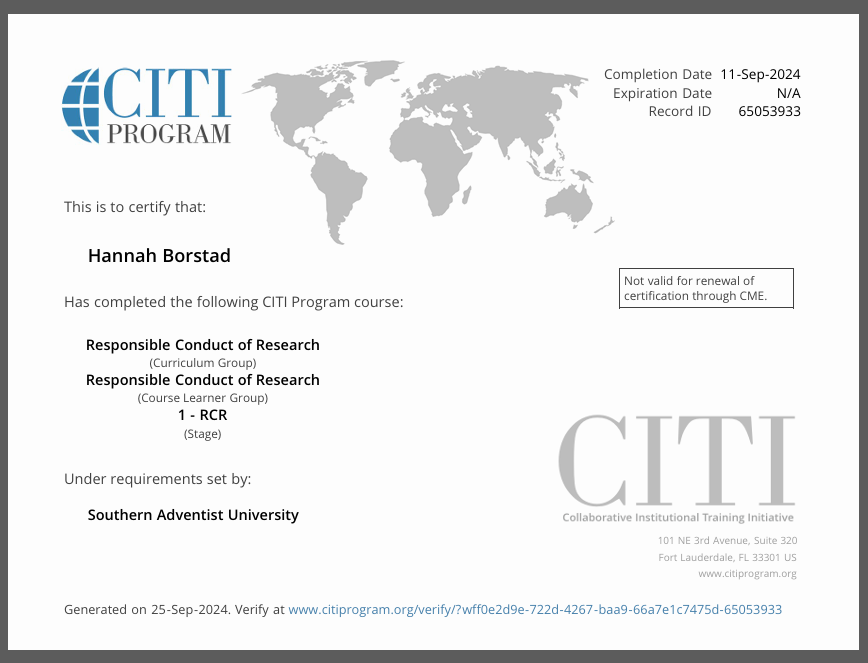 CITI
PROGRAM
Completion Date 11-Sep-2024
Expiration Date N/A
Record ID 65053933
This is to certify that:
Hannah Borstad
Not valid for renewal of
certification through CME.
Has completed the following CITI Program course:
Responsible Conduct of Research
(Curriculum Group)
Responsible Conduct of Research
(Course Learner Group)
1 - RCR
(Stage)
Under requirements set by:
Southern Adventist University
CITI
Collaborative Institutional Training Initiative
101 NE 3rd Avenue, Suite 320
Fort Lauderdale, FL 33301 US
www.citiprogram.org
Generated on 25-Sep-2024. Verify at www.citiprogram.org/verify/?wff0e2d9e-722d-4267-baa9-66a7e1c7475d-65053933